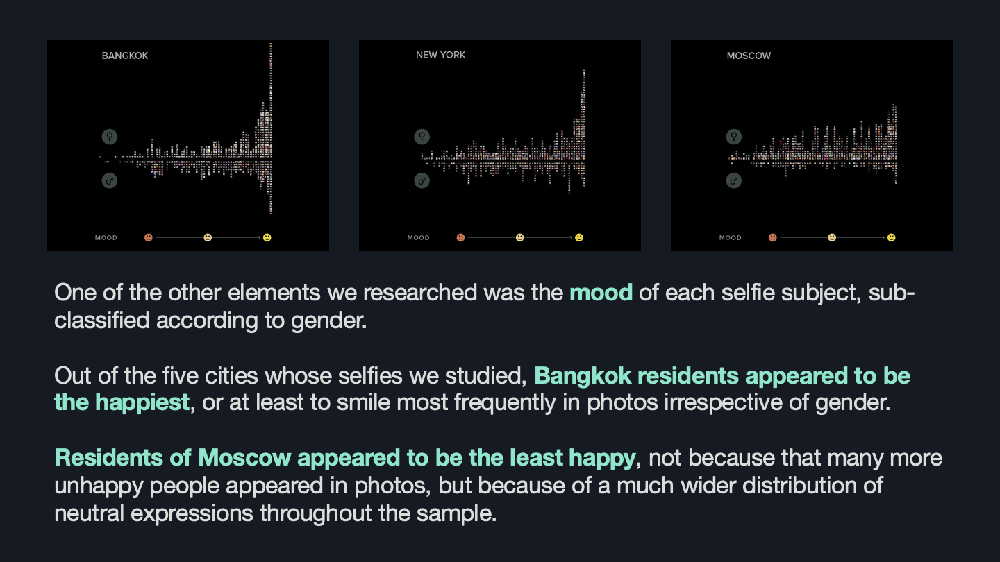 BANGKOK
NEW YORK
MOSCOW
MOOD
MOOD
MOOD
One of the other elements we researched was the mood of each selfie subject, sub-
classified according to gender.
Out of the five cities whose selfies we studied, Bangkok residents appeared to be
the happiest, or at least to smile most frequently in photos irrespective of gender.
Residents of Moscow appeared to be the least happy, not because that many more
unhappy people appeared in photos, but because of a much wider distribution of
neutral expressions throughout the sample.